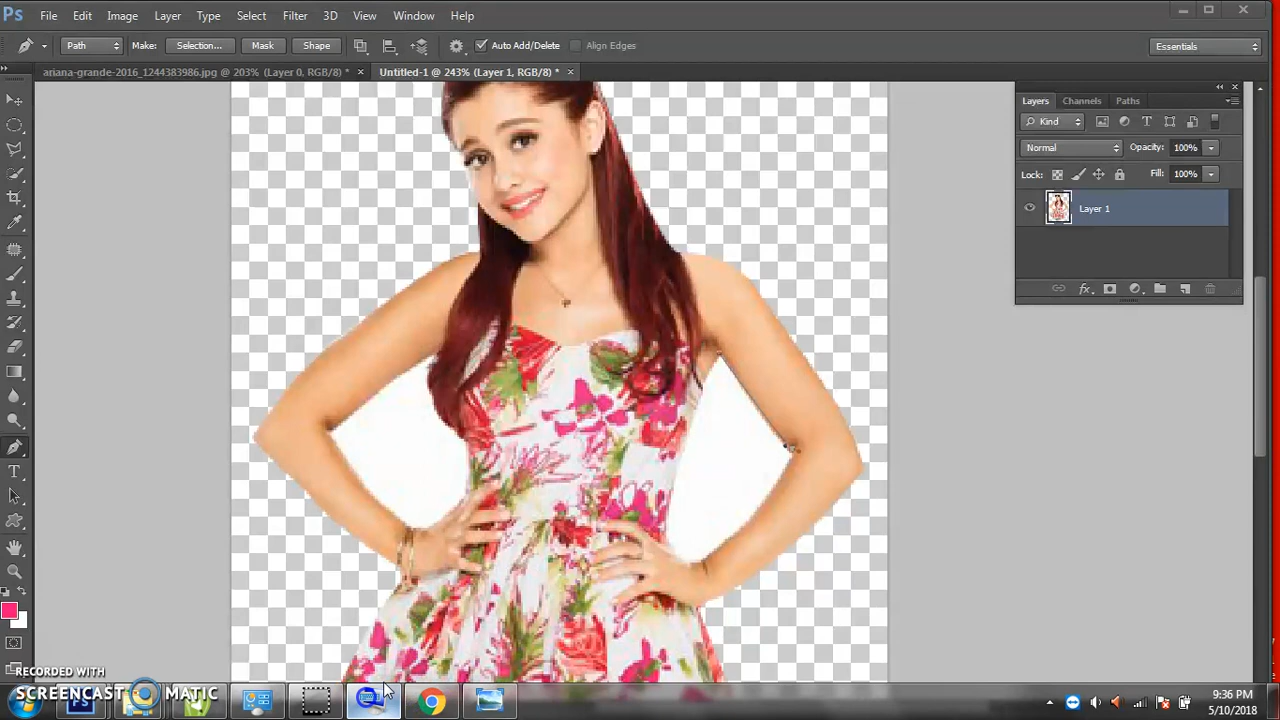 Ps File Edit Image Layer Type Select Filter 3D View Window Help
Path Make: Selection... Mask Shape Auto Add/Delete Align Edges Essentials
ariana-grande-2016_1244383986.jpg @ 203% (Layer 0, RGB/8) * × Untitled-1 @ 243% (Layer 1, RGB/8) * ×
Layers Channels Paths
Kind
Normal Opacity: 100%
Lock: Fill: 100%
Layer 1
fx
RECORDED WITH
SCREENCAST MATIC
Ps
9:36 PM
5/10/2018